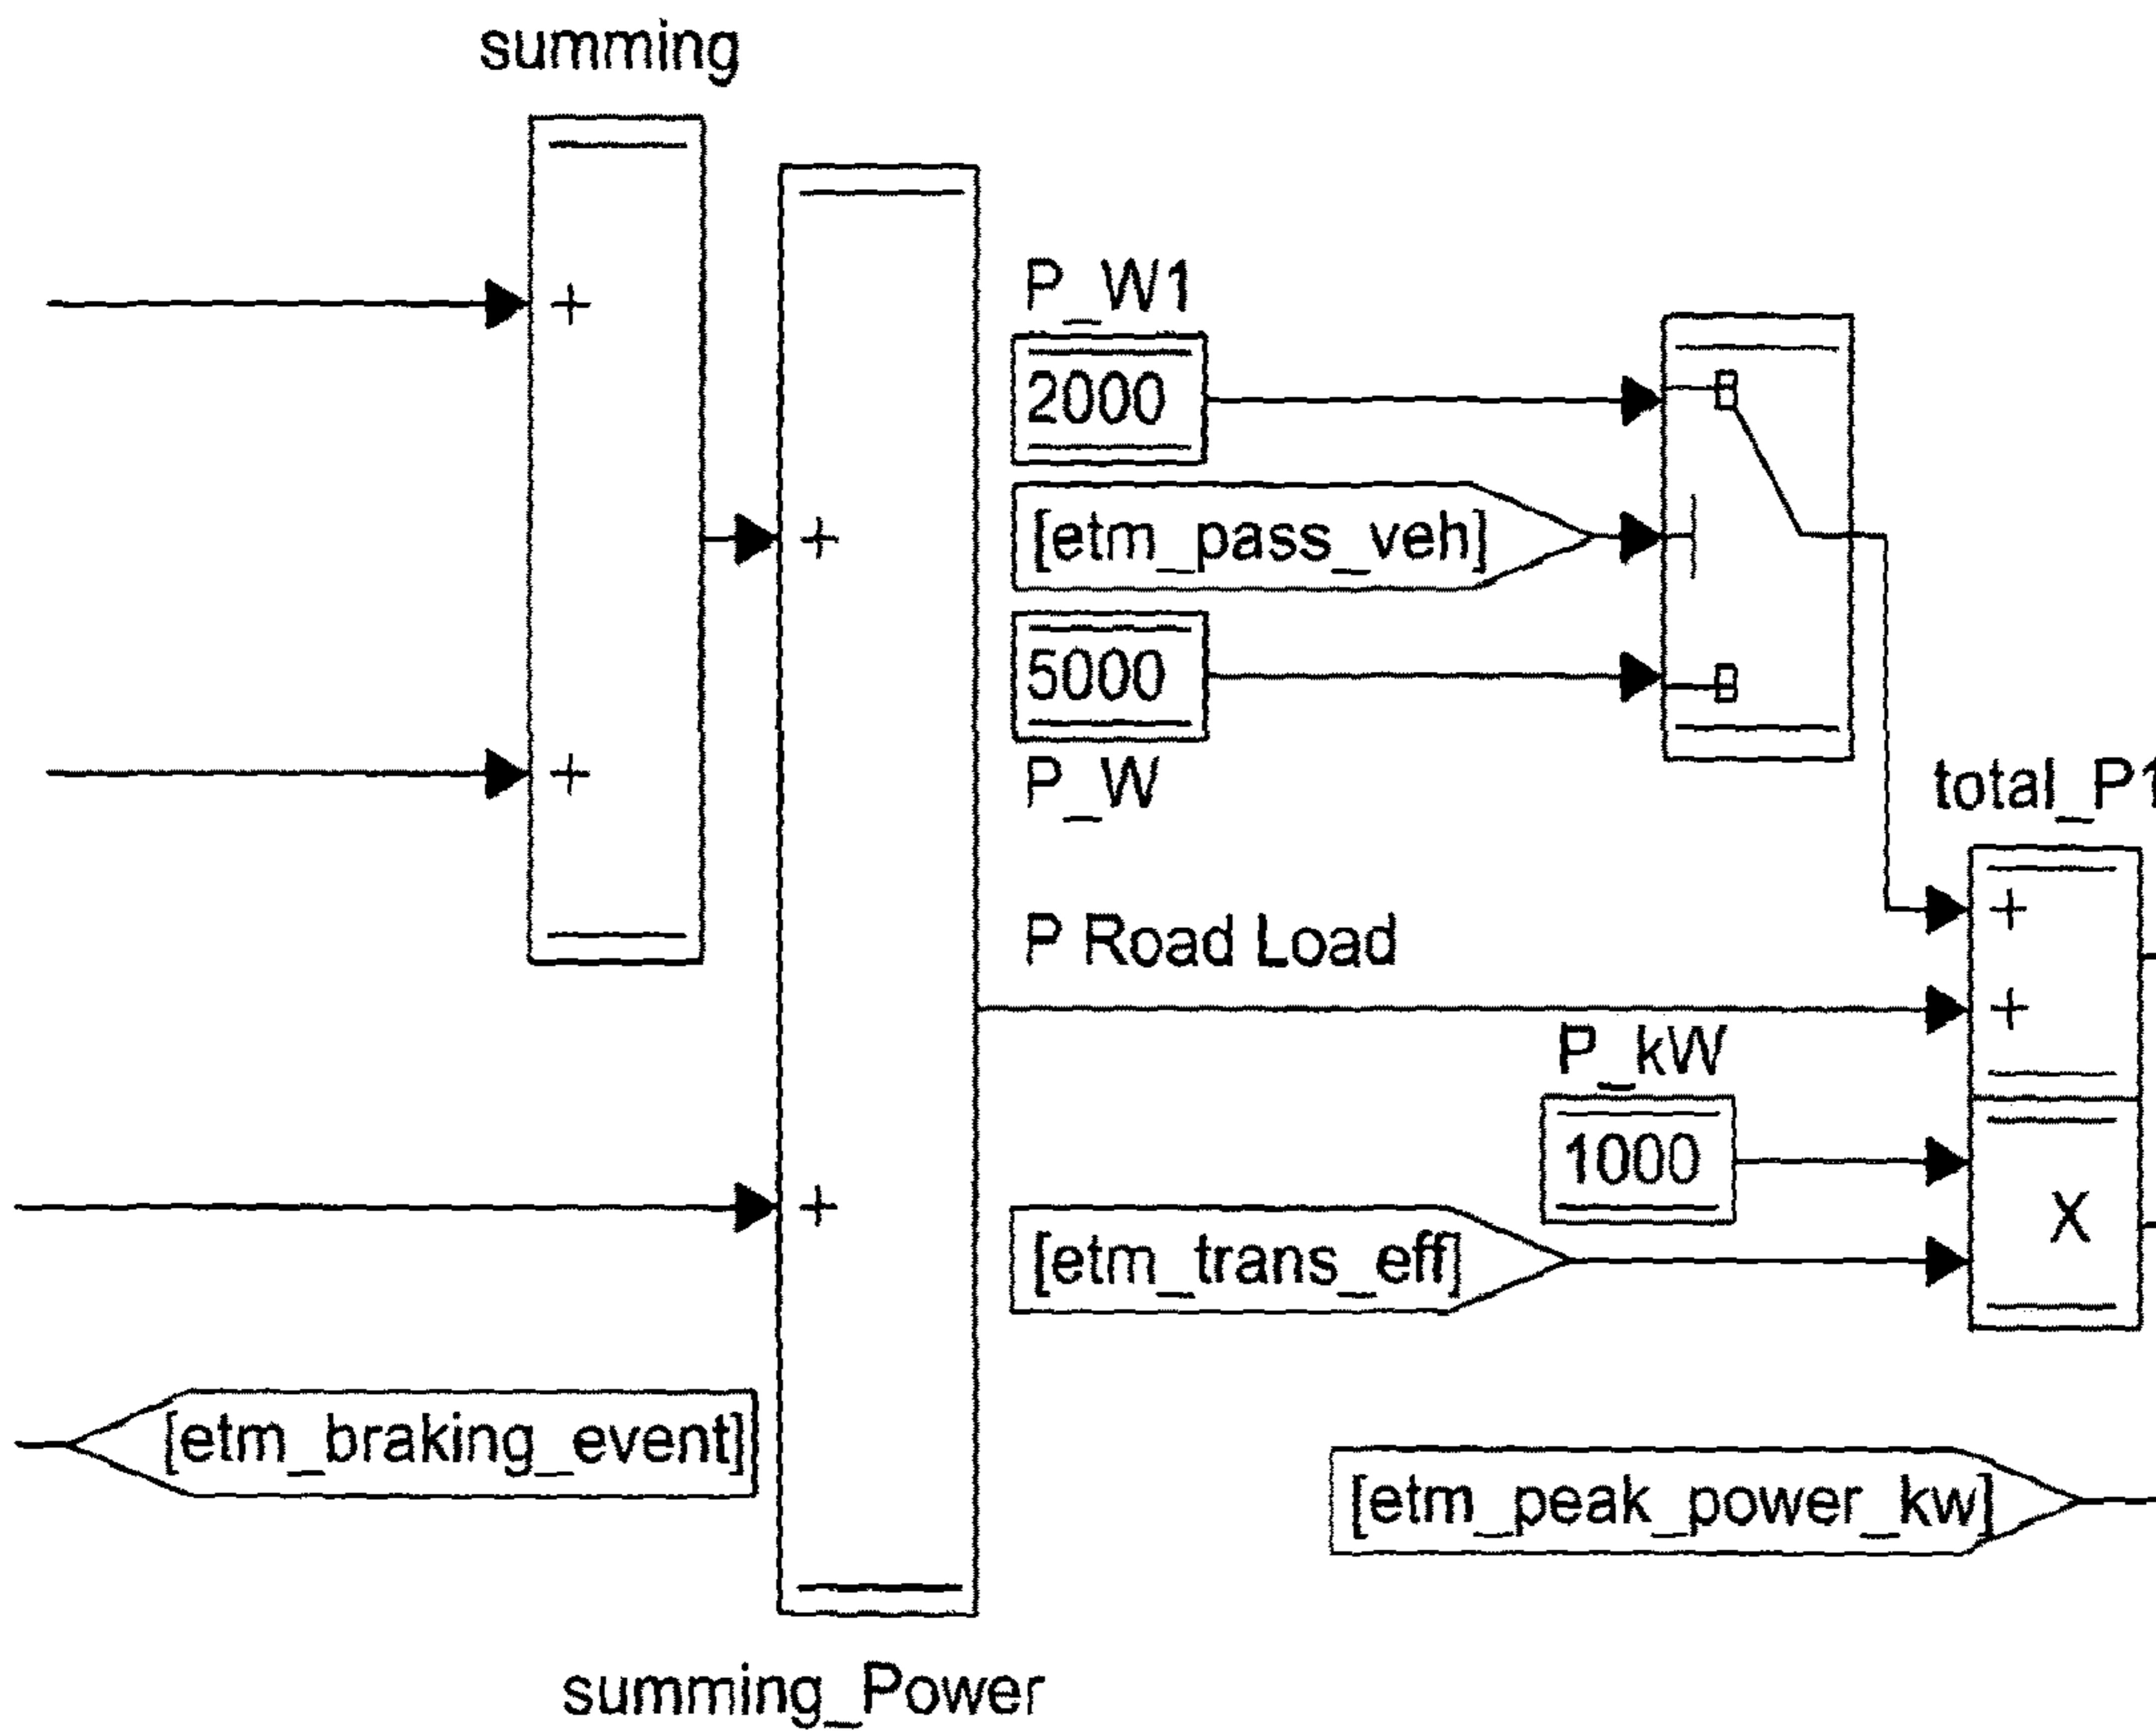 summing
+
+
+
+
P_W1
2000
[etm_pass_veh]
5000
P_W
total_P1
+
P Road Load
+
P_kW
1000
X
[etm_trans_eff]
[etm_braking_event]
[etm_peak_power_kw]
summing_Power